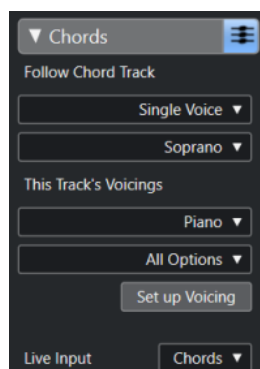 Chords
Follow Chord Track
Single Voice
Soprano
This Track's Voicings
Piano
All Options
Set up Voicing
Live Input Chords